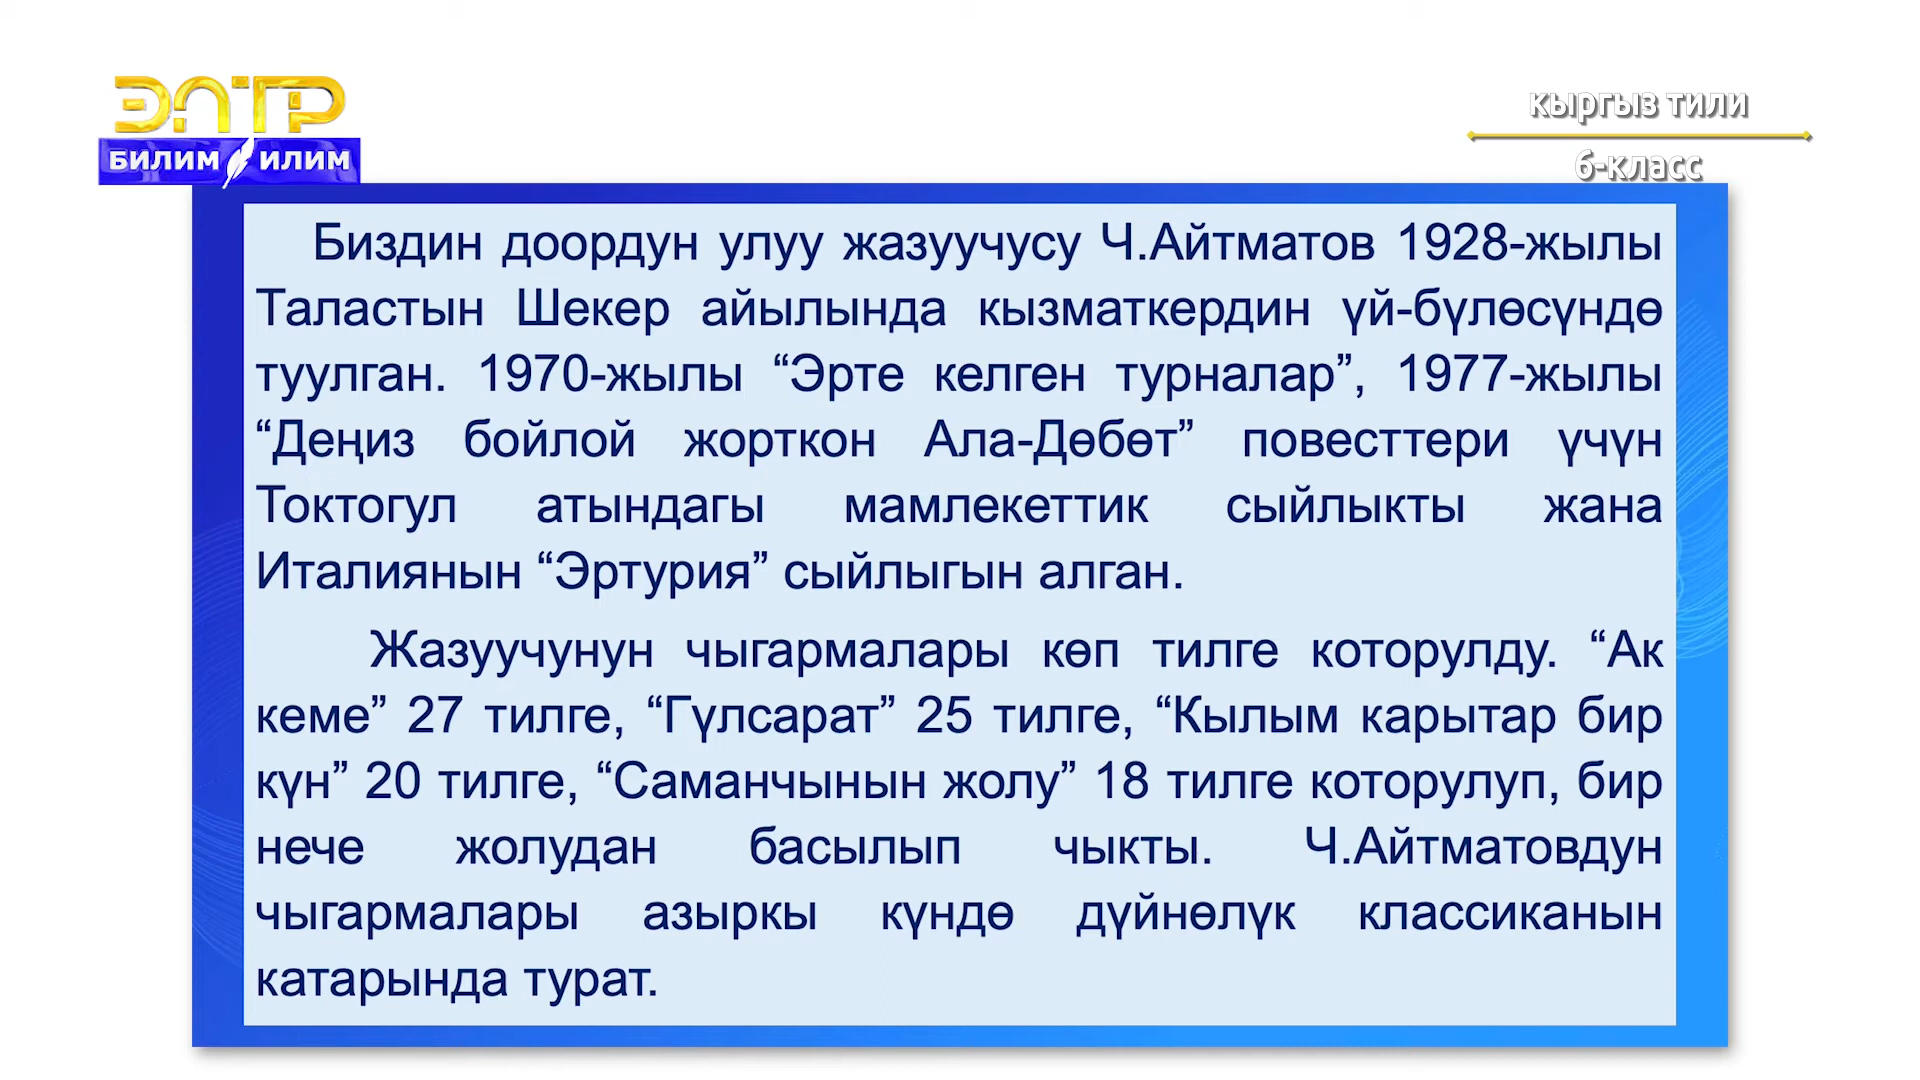 ЭЛТР
БИЛИМ ИЛИМ
кыргыз тили
6-класс
Биздин доордун улуу жазуучусу Ч.Айтматов 1928-жылы
Таластын Шекер айылында кызматкердин үй-бүлөсүндө
туулган. 1970-жылы “Эрте келген турналар”, 1977-жылы
“Деңиз бойлой жорткон Ала-Дөбөт” повесттери үчүн
Токтогул атындагы мамлекеттик сыйлыкты жана
Италиянын “Эртурия” сыйлыгын алган.
Жазуучунун чыгармалары көп тилге которулду. “Ак
кеме” 27 тилге, “Гүлсарат” 25 тилге, “Кылым карытар бир
күн” 20 тилге, “Саманчынын жолу” 18 тилге которулуп, бир
нече жолудан басылып чыкты. Ч.Айтматовдун
чыгармалары азыркы күндө дүйнөлүк классиканын
катарында турат.